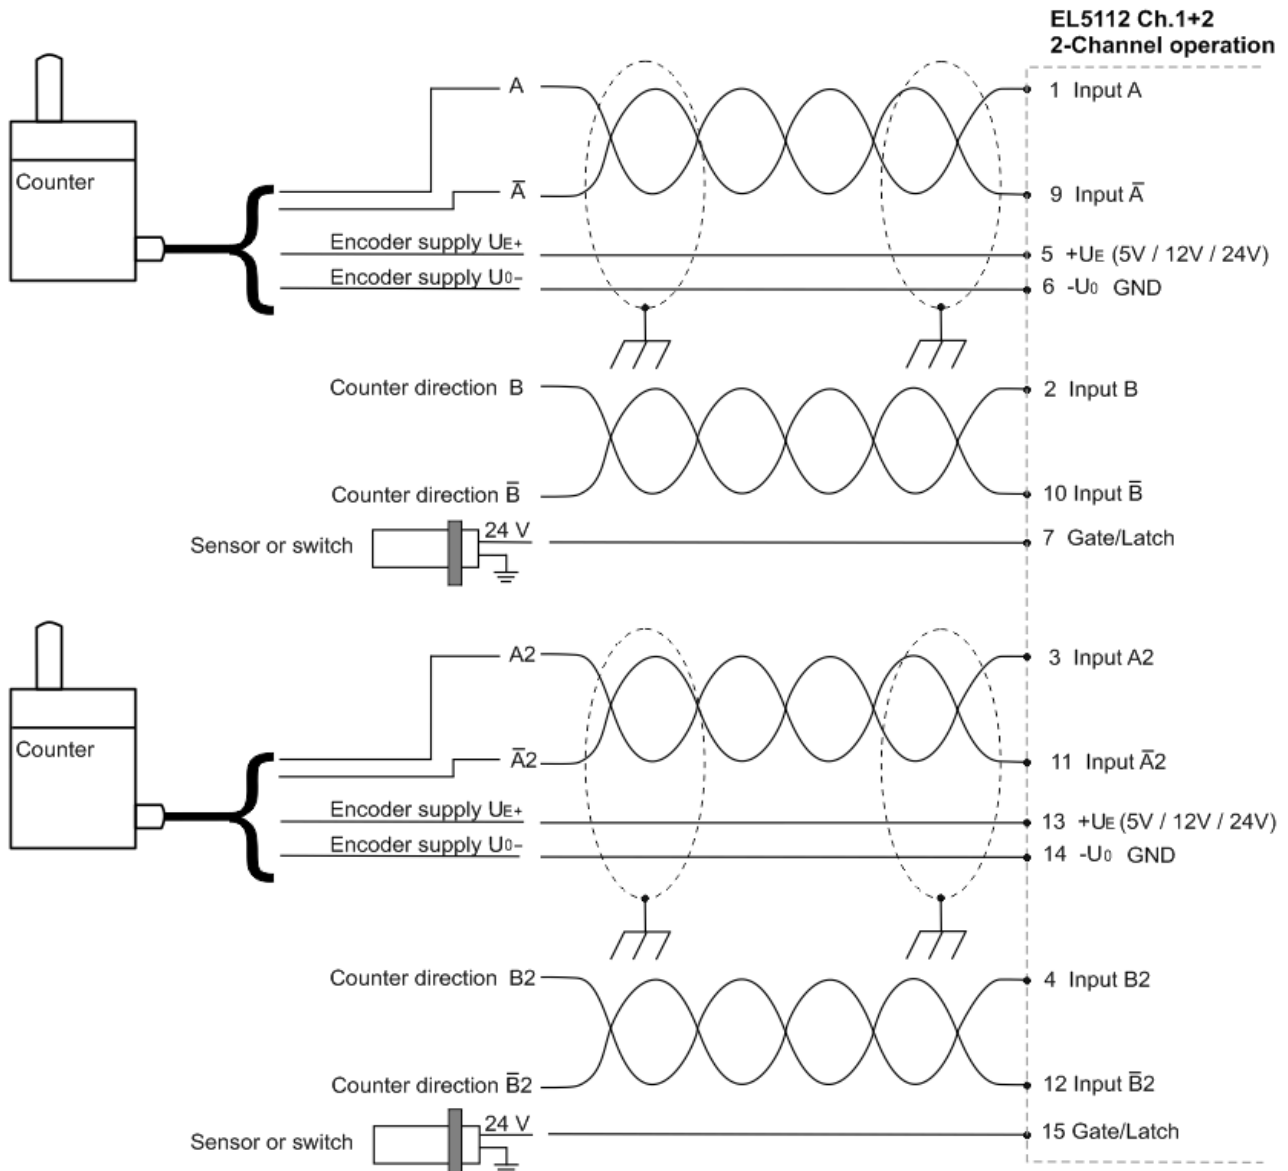 EL5112 Ch.1+2
2-Channel operation
A
1 Input A
Counter
A̅
9 Input A̅
Encoder supply UE+
5 +UE (5V / 12V / 24V)
Encoder supply U0−
6 -U0 GND
Counter direction B
2 Input B
Counter direction B̅
10 Input B̅
24 V
Sensor or switch
7 Gate/Latch
A2
3 Input A2
Counter
A̅2
11 Input A̅2
Encoder supply UE+
13 +UE (5V / 12V / 24V)
Encoder supply U0−
14 -U0 GND
Counter direction B2
4 Input B2
Counter direction B̅2
12 Input B̅2
24 V
Sensor or switch
15 Gate/Latch